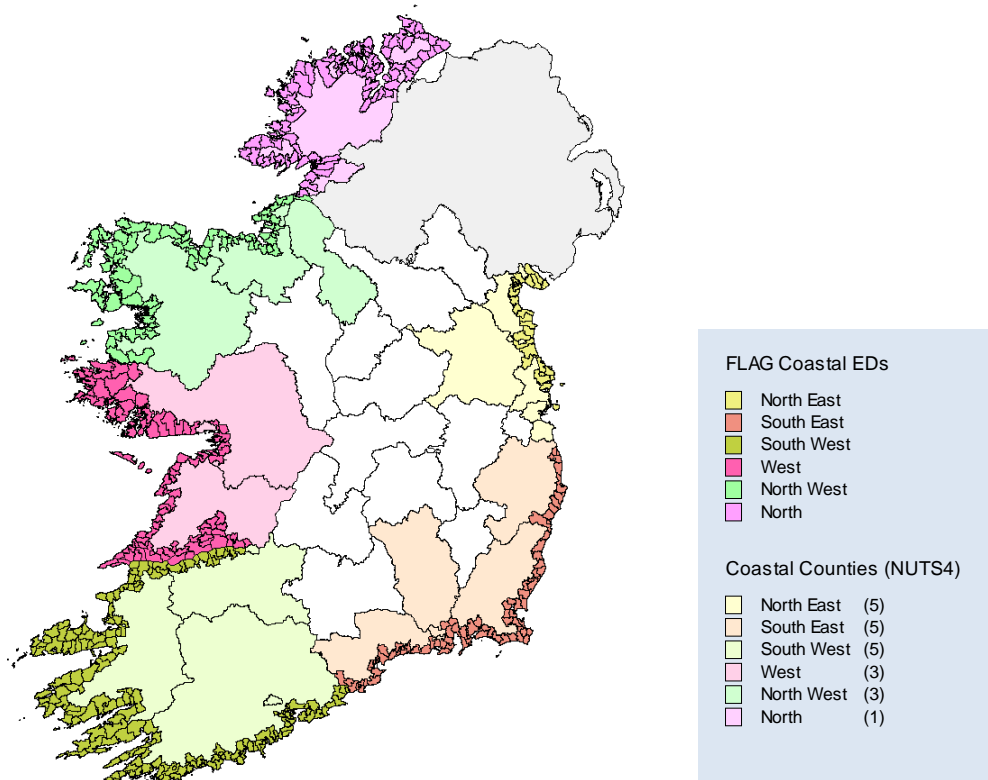 FLAG Coastal EDs
North East
South East
South West
West
North West
North
Coastal Counties (NUTS4)
North East (5)
South East (5)
South West (5)
West (3)
North West (3)
North (1)